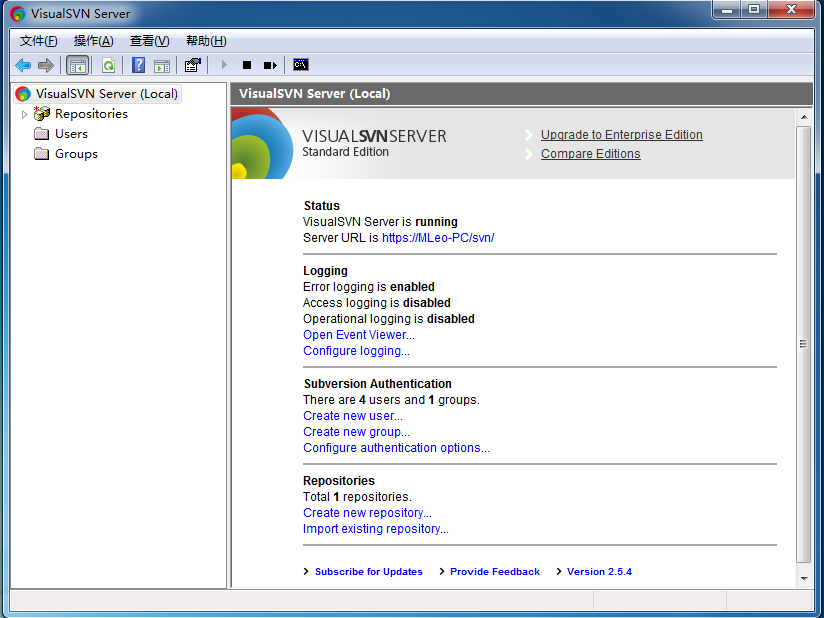 VisualSVN Server
文件(F) 操作(A) 查看(V) 帮助(H)
C:\
VisualSVN Server (Local)
Repositories
Users
Groups
VisualSVN Server (Local)
VISUALSVNSERVER
Standard Edition
Upgrade to Enterprise Edition
Compare Editions
Status
VisualSVN Server is running
Server URL is https://MLeo-PC/svn/
Logging
Error logging is enabled
Access logging is disabled
Operational logging is disabled
Open Event Viewer...
Configure logging...
Subversion Authentication
There are 4 users and 1 groups.
Create new user...
Create new group...
Configure authentication options...
Repositories
Total 1 repositories.
Create new repository...
Import existing repository...
Subscribe for Updates Provide Feedback Version 2.5.4